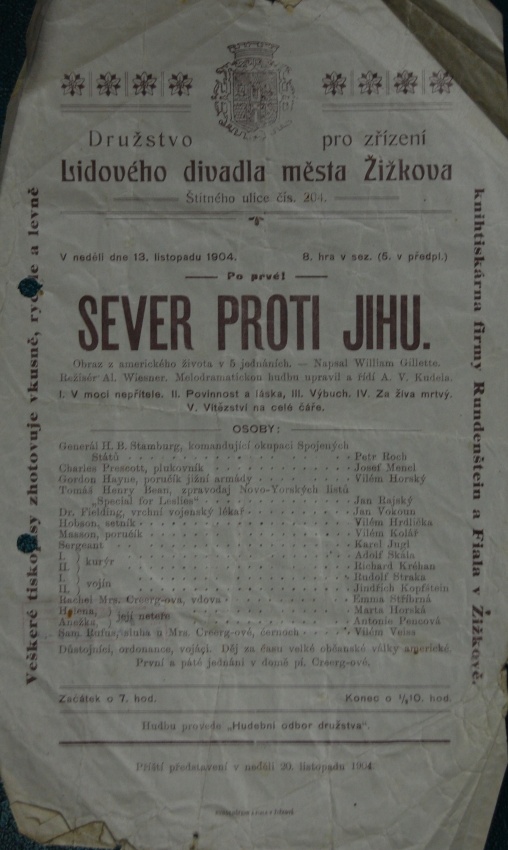 Družstvo pro zřízení
Lidového divadla města Žižkova
Štítného ulice čís. 204.
V neděli dne 13. listopadu 1904. 8. hra v sez. (5. v předpl.)
Po prvé!
SEVER PROTI JIHU.
Obraz z amerického života v 5 jednáních. — Napsal William Gillette.
Režisér Al. Wiesner. Melodramatickou hudbu upravil a řídí A. V. Kudela.
I. V moci nepřítele. II. Povinnost a láska, III. Výbuch. IV. Za živa mrtvý.
V. Vítězství na celé čáře.
OSOBY:
Generál H. B. Stamburg, komandující okupaci Spojených
Států Petr Roch
Charles Prescott, plukovník Josef Menel
Gordon Hayne, poručík jižní armády Vilém Horský
Tomáš Henry Bean, zpravodaj Novo-Yorských listů
„Special for Leslies" Jan Rajský
Dr. Fielding, vrchní vojenský lékař Jan Vokoun
Hobson, setník Vilém Hrdlička
Masson, poručík Vilém Kolář
Sergeant Karel Jugl
I. kurýr Adolf Skála
II. Richard Kréhan
I. vojín Rudolf Straka
II. Jindřich Kopfštein
Rachel Mrs. Creerg-ova, vdova Emma Stříbrná
Helena, její neteře Marta Horská
Anežka, Antonie Pencová
Sam Rufus, sluha u Mrs. Creerg-ové, černoch Vilém Veiss
Důstojníci, ordonance, vojáci. Děj za času velké občanské války americké.
První a páté jednání v domě pí. Creerg-ové.
Začátek o 7. hod. Konec o ¼10. hod.
Hudbu provede „Hudební odbor družstva".
Příští představení v neděli 20. listopadu 1904.
Veškeré tiskopisy zhotovuje vkusně, rychle a levně
knihtiskárna firmy Rundenštein a Fiala v Žižkově.